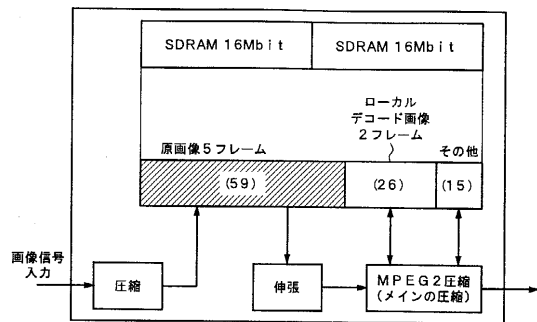 SDRAM 16Mbit
SDRAM 16Mbit
ローカル
デコード画像
2フレーム
原画像5フレーム
その他
(59)
(26)
(15)
画像信号
入力
圧縮
伸張
MPEG2圧縮
(メインの圧縮)